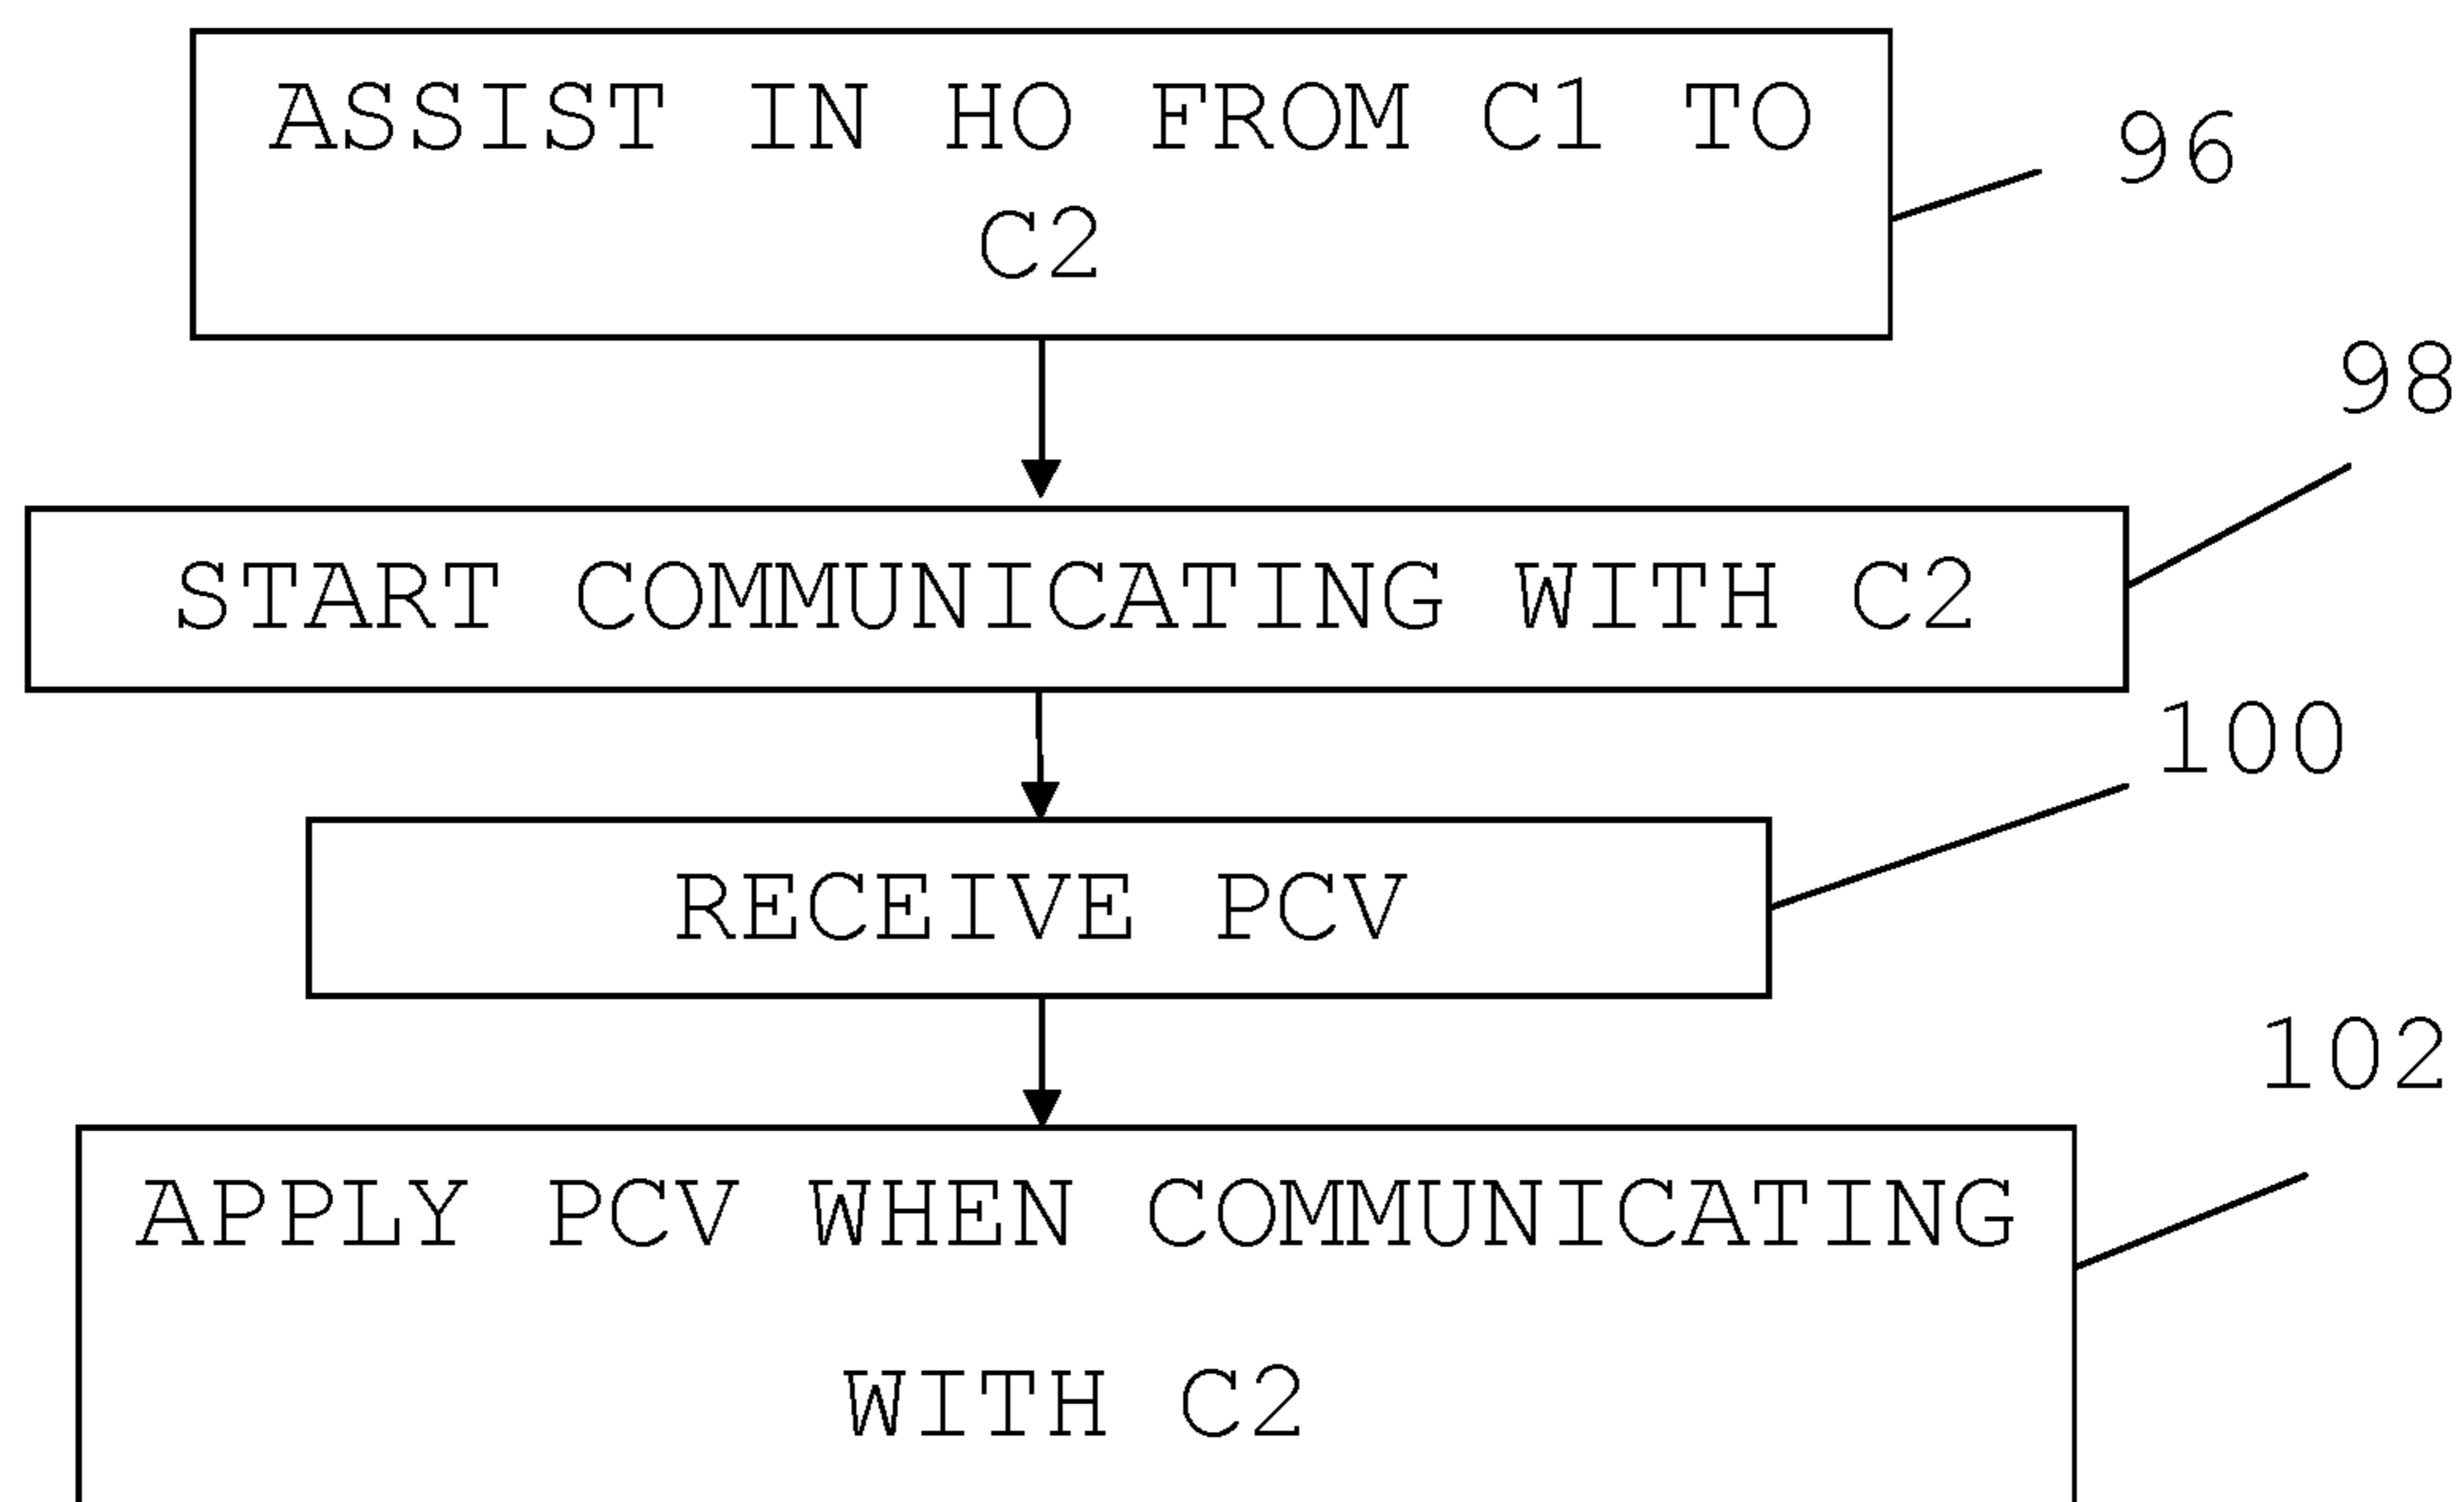 ASSIST IN HO FROM C1 TO
C2
96
98
START COMMUNICATING WITH C2
100
RECEIVE PCV
102
APPLY PCV WHEN COMMUNICATING
WITH C2